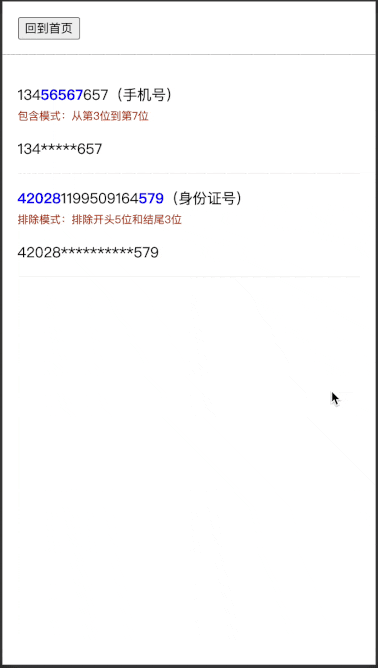 回到首页
13456567657（手机号）
包含模式：从第3位到第7位
134*****657
420281199509164579（身份证号）
排除模式：排除开头5位和结尾3位
42028**********579